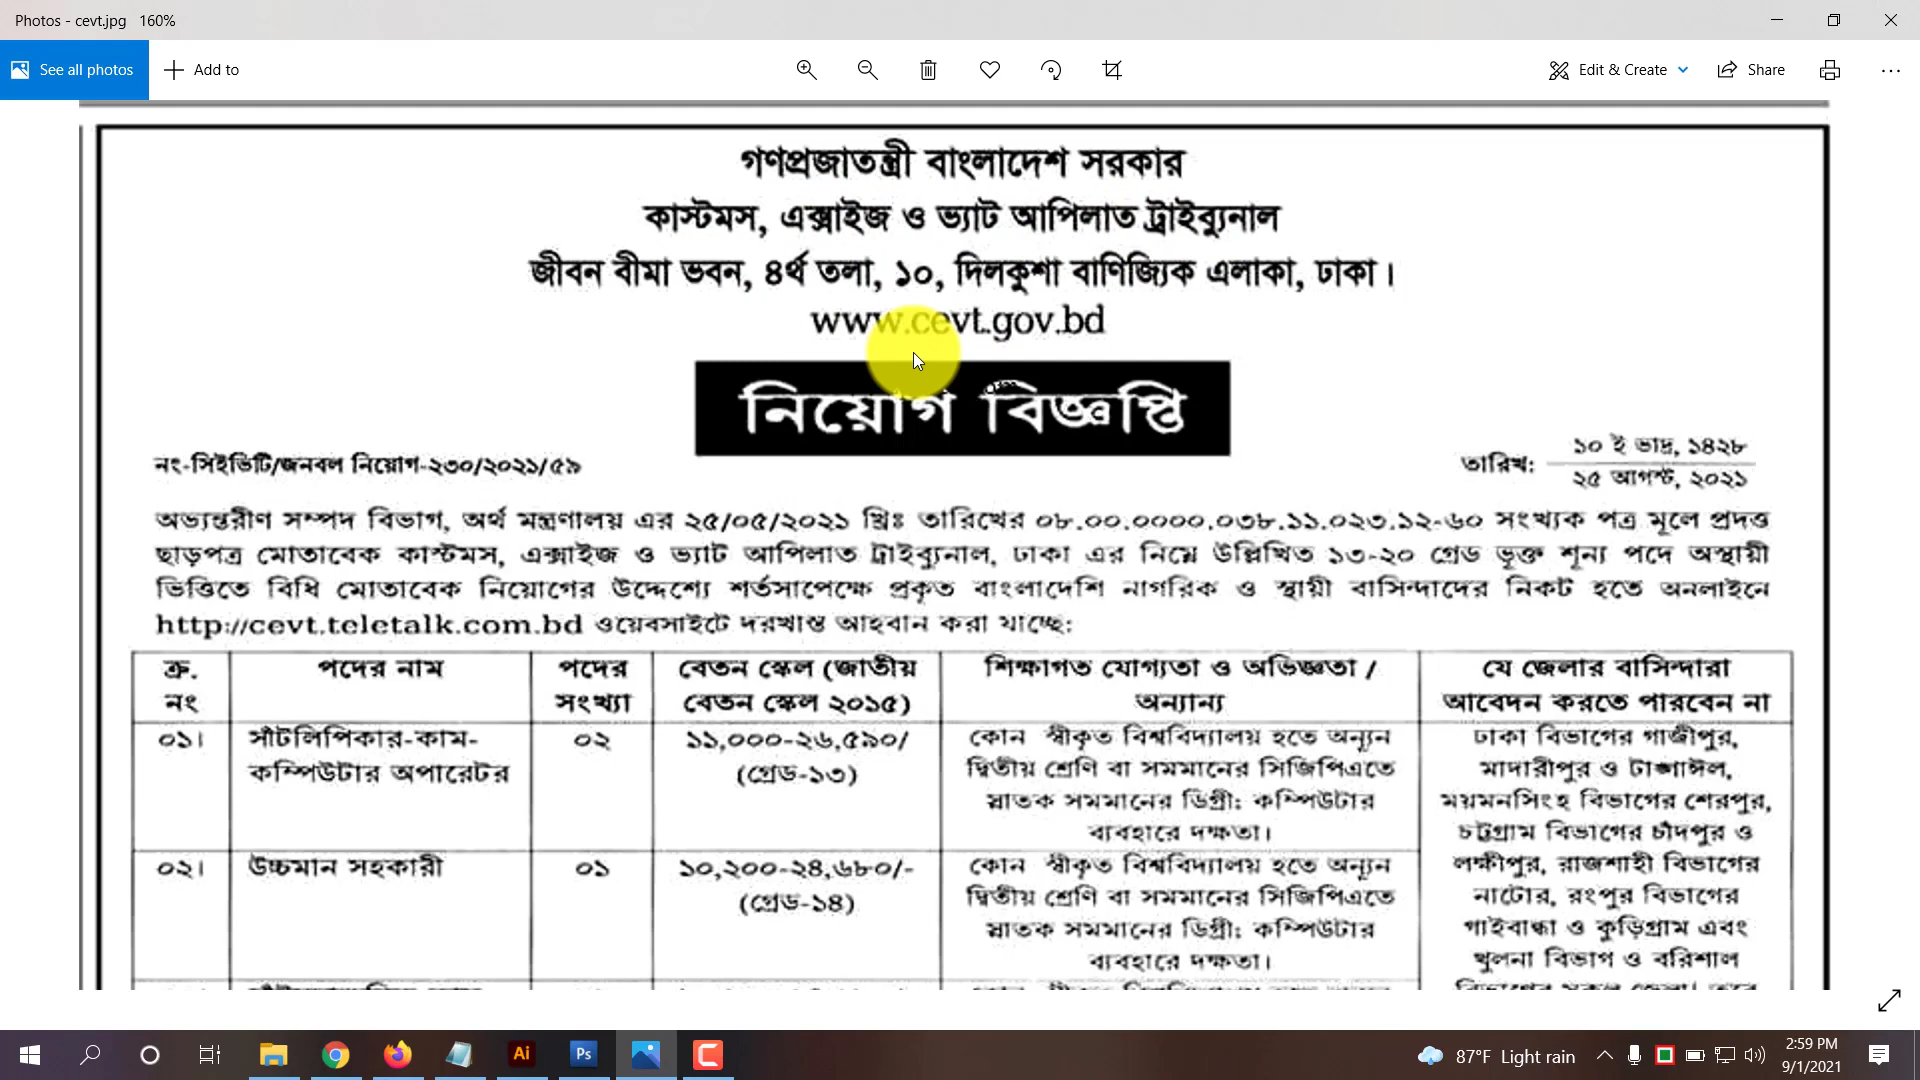 Photos - cevt.jpg 160%
See all photos
Add to
Edit & Create
Share
গণপ্রজাতন্ত্রী বাংলাদেশ সরকার
কাস্টমস, এক্সাইজ ও ভ্যাট আপিলাত ট্রাইব্যুনাল
জীবন বীমা ভবন, ৪র্থ তলা, ১০, দিলকুশা বাণিজ্যিক এলাকা, ঢাকা।
www.cevt.gov.bd
নিয়োগ বিজ্ঞপ্তি
নং-সিইভিটি/জনবল নিয়োগ-২৩০/২০২১/৫৯
তারিখ: ১০ ই ভাদ্র, ১৪২৮
২৫ আগস্ট, ২০২১
অভ্যন্তরীণ সম্পদ বিভাগ, অর্থ মন্ত্রণালয় এর ২৫/০৫/২০২১ খ্রিঃ তারিখের ০৮.০০.০০০০.০৩৮.১১.০২৩.১২-৬০ সংখ্যক পত্র মূলে প্রদত্ত
ছাড়পত্র মোতাবেক কাস্টমস, এক্সাইজ ও ভ্যাট আপিলাত ট্রাইব্যুনাল, ঢাকা এর নিম্নে উল্লিখিত ১৩-২০ গ্রেড ভূক্ত শূন্য পদে অস্থায়ী
ভিত্তিতে বিধি মোতাবেক নিয়োগের উদ্দেশ্যে শর্তসাপেক্ষে প্রকৃত বাংলাদেশি নাগরিক ও স্থায়ী বাসিন্দাদের নিকট হতে অনলাইনে
http://cevt.teletalk.com.bd ওয়েবসাইটে দরখাস্ত আহবান করা যাচ্ছে:
ক্র. নং
পদের নাম
পদের সংখ্যা
বেতন স্কেল (জাতীয় বেতন স্কেল ২০১৫)
শিক্ষাগত যোগ্যতা ও অভিজ্ঞতা / অন্যান্য
যে জেলার বাসিন্দারা আবেদন করতে পারবেন না
০১।
সাঁটলিপিকার-কাম-
কম্পিউটার অপারেটর
০২
১১,০০০-২৬,৫৯০/
(গ্রেড-১৩)
কোন স্বীকৃত বিশ্ববিদ্যালয় হতে অন্যূন
দ্বিতীয় শ্রেণি বা সমমানের সিজিপিএতে
স্নাতক সমমানের ডিগ্রী; কম্পিউটার
ব্যবহারে দক্ষতা।
০২।
উচ্চমান সহকারী
০১
১০,২০০-২৪,৬৮০/-
(গ্রেড-১৪)
কোন স্বীকৃত বিশ্ববিদ্যালয় হতে অন্যূন
দ্বিতীয় শ্রেণি বা সমমানের সিজিপিএতে
স্নাতক সমমানের ডিগ্রী; কম্পিউটার
ব্যবহারে দক্ষতা।
ঢাকা বিভাগের গাজীপুর,
মাদারীপুর ও টাঙ্গাঈল,
ময়মনসিংহ বিভাগের শেরপুর,
চট্টগ্রাম বিভাগের চাঁদপুর ও
লক্ষীপুর, রাজশাহী বিভাগের
নাটোর, রংপুর বিভাগের
গাইবান্ধা ও কুড়িগ্রাম এবং
খুলনা বিভাগ ও বরিশাল
Ai
Ps
87°F Light rain
2:59 PM
9/1/2021